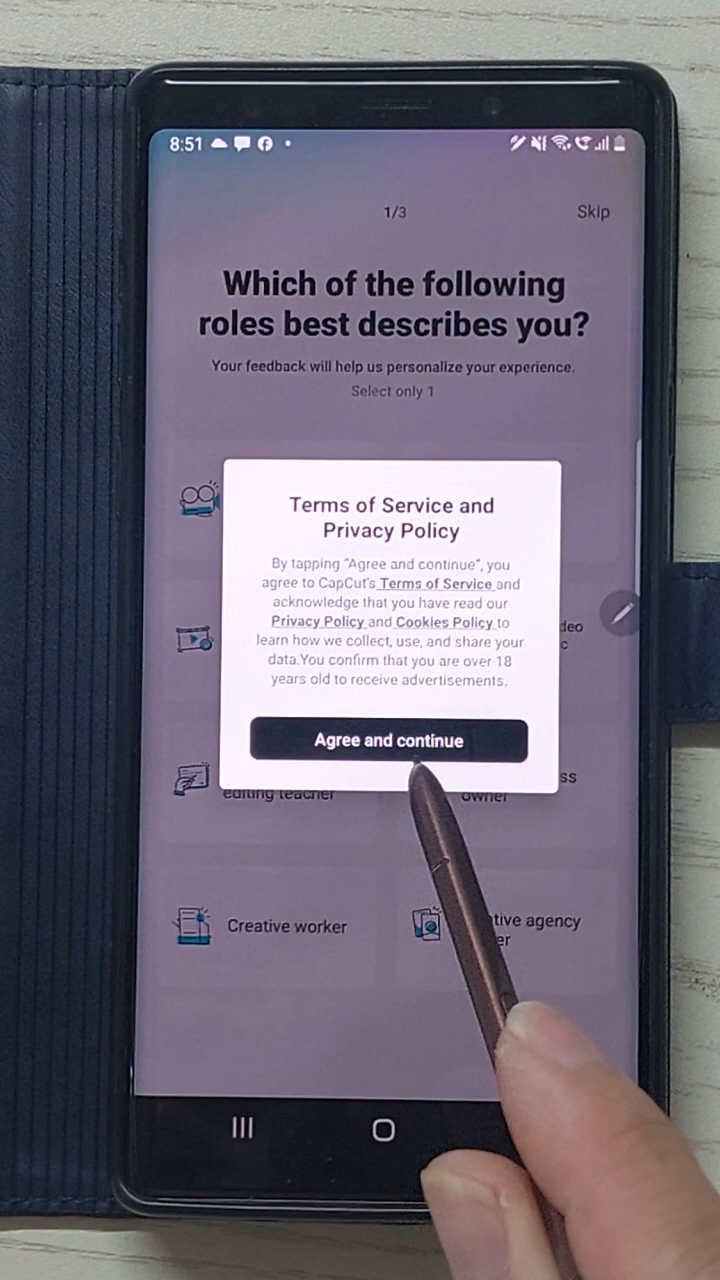 8:51
1/3
Skip
Which of the following
roles best describes you?
Your feedback will help us personalize your experience.
Select only 1
Terms of Service and
Privacy Policy
By tapping "Agree and continue", you
agree to CapCut's Terms of Service and
acknowledge that you have read our
Privacy Policy and Cookies Policy to
learn how we collect, use, and share your
data.You confirm that you are over 18
years old to receive advertisements.
Agree and continue
editing teacher
owner
Creative worker
agency